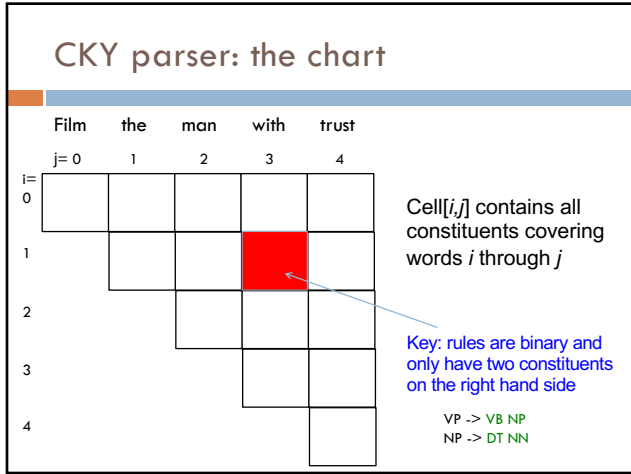 CKY parser: the chart
Film the man with trust
j= 0 1 2 3 4
i=
0
1
2
3
4
Cell[i,j] contains all
constituents covering
words i through j
Key: rules are binary and
only have two constituents
on the right hand side
VP -> VB NP
NP -> DT NN